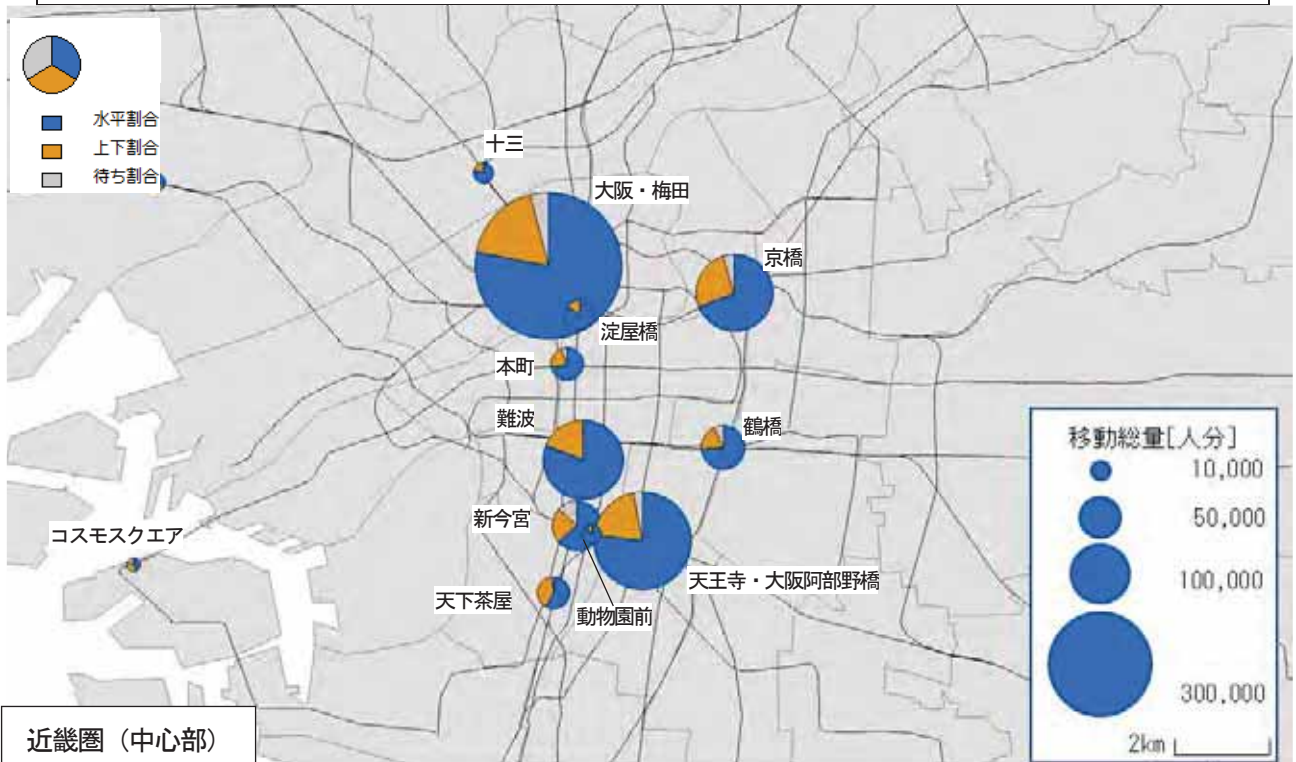 水平割合
上下割合
待ち割合
十三
大阪・梅田
京橋
淀屋橋
本町
難波
鶴橋
新今宮
コスモスクエア
天王寺・大阪阿部野橋
天下茶屋
動物園前
移動総量[人分]
10,000
50,000
100,000
300,000
2km
近畿圏（中心部）